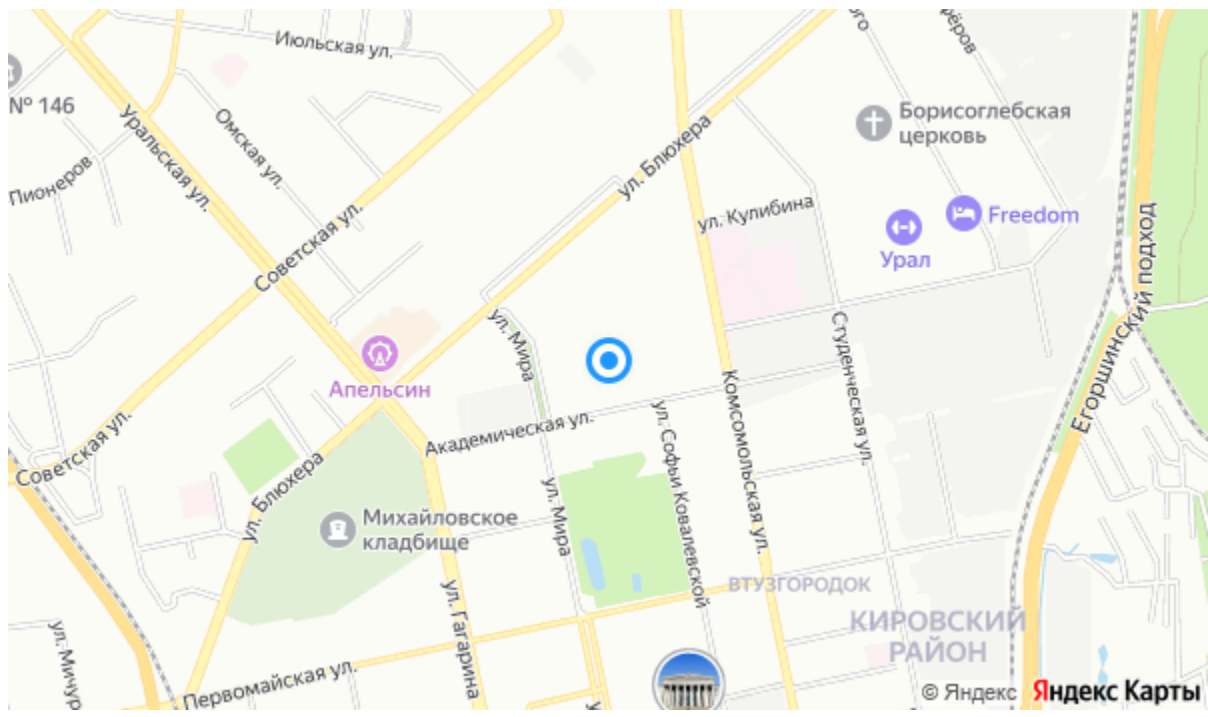 Июльская ул.
№ 146
Уральская ул.
Омская ул.
Пионеров
Советская ул.
ул. Блюхера
Борисоглебская
церковь
ул. Кулибина
Freedom
Урал
Егоршинский подход
ул. Мира
Апельсин
Академическая ул.
ул. Софьи Ковалевской
Комсомольская ул.
Студенческая ул.
Советская ул.
ул. Блюхера
Михайловское
кладбище
ул. Мира
ВТУЗГОРОДОК
КИРОВСКИЙ
РАЙОН
ул. Гагарина
ул. Мичур
Первомайская ул.
© Яндекс Яндекс Карты